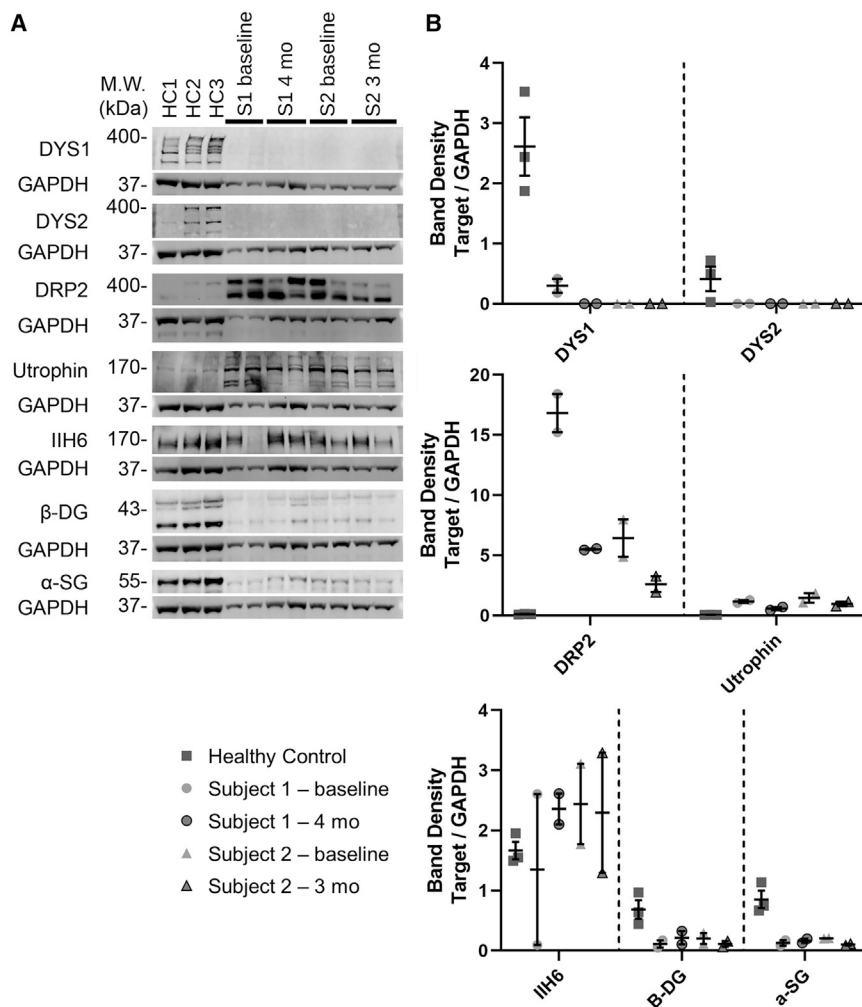 A
M.W.
(kDa)
HC1
HC2
HC3
S1 baseline
S1 4 mo
S2 baseline
S2 3 mo
DYS1
400-
GAPDH
37-
DYS2
400-
GAPDH
37-
DRP2
400-
GAPDH
37-
Utrophin
170-
GAPDH
37-
IIH6
170-
GAPDH
37-
β-DG
43-
GAPDH
37-
α-SG
55-
GAPDH
37-
Healthy Control
Subject 1 – baseline
Subject 1 – 4 mo
Subject 2 – baseline
Subject 2 – 3 mo
B
Band Density
Target / GAPDH
4
3
2
1
0
DYS1
DYS2
Band Density
Target / GAPDH
20
15
10
5
0
DRP2
Utrophin
Band Density
Target / GAPDH
4
3
2
1
0
IIH6
B-DG
a-SG